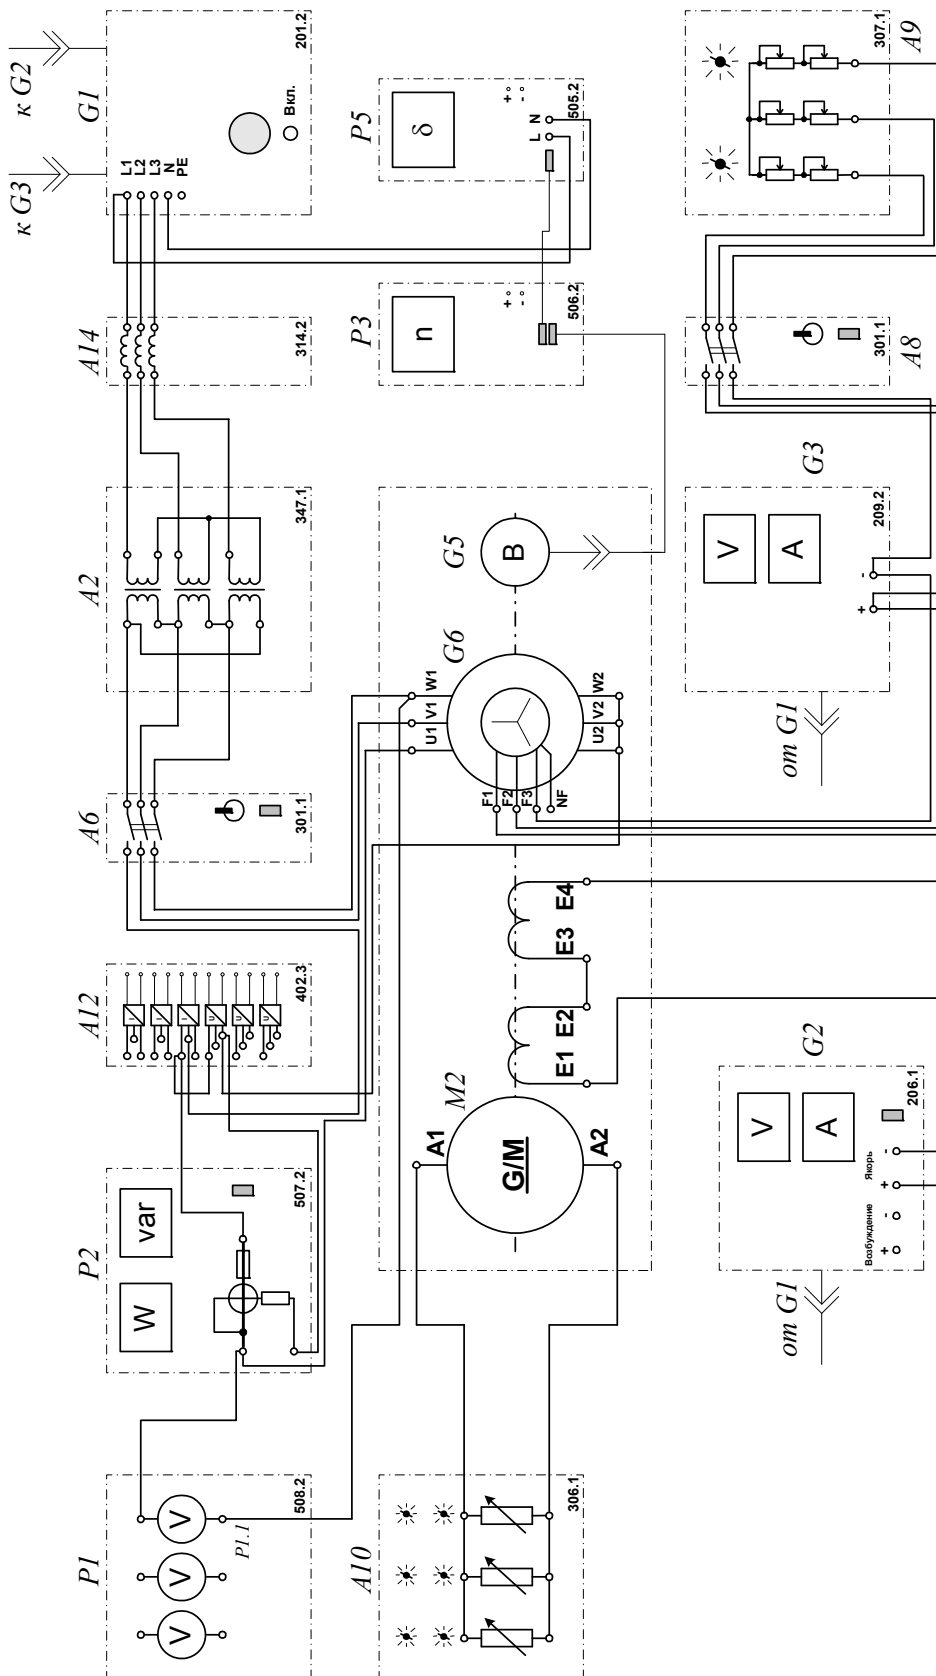 P1
508.2
V
V
V
P1.1
P2
507.2
W
var
A12
402.3
I
I
I
U
U
U
A6
301.1
A2
347.1
A14
314.2
G1
201.2
L1
L2
L3
N
PE
Вкл.
к G3
к G2
A10
306.1
M2
A1
G/M
A2
E1 E2
E3 E4
G6
U1 V1 W1
U2 V2 W2
F1
F2
F3
NF
G5
B
P3
506.2
n
+
-
P5
505.2
δ
+
-
L N
от G1
G2
206.1
V
A
Возбуждение
+ -
Якорь
+ -
от G1
G3
209.2
V
A
+ -
A8
301.1
A9
307.1